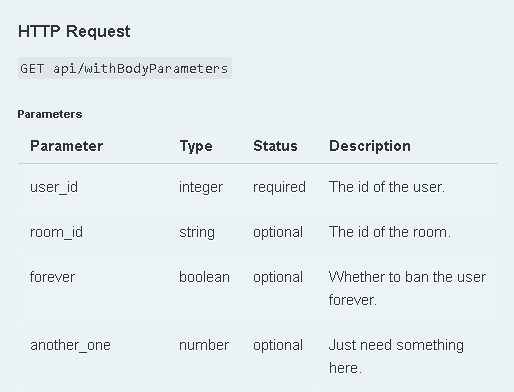 HTTP Request
GET api/withBodyParameters
Parameters
Parameter Type Status Description
user_id integer required The id of the user.
room_id string optional The id of the room.
forever boolean optional Whether to ban the user
forever.
another_one number optional Just need something
here.